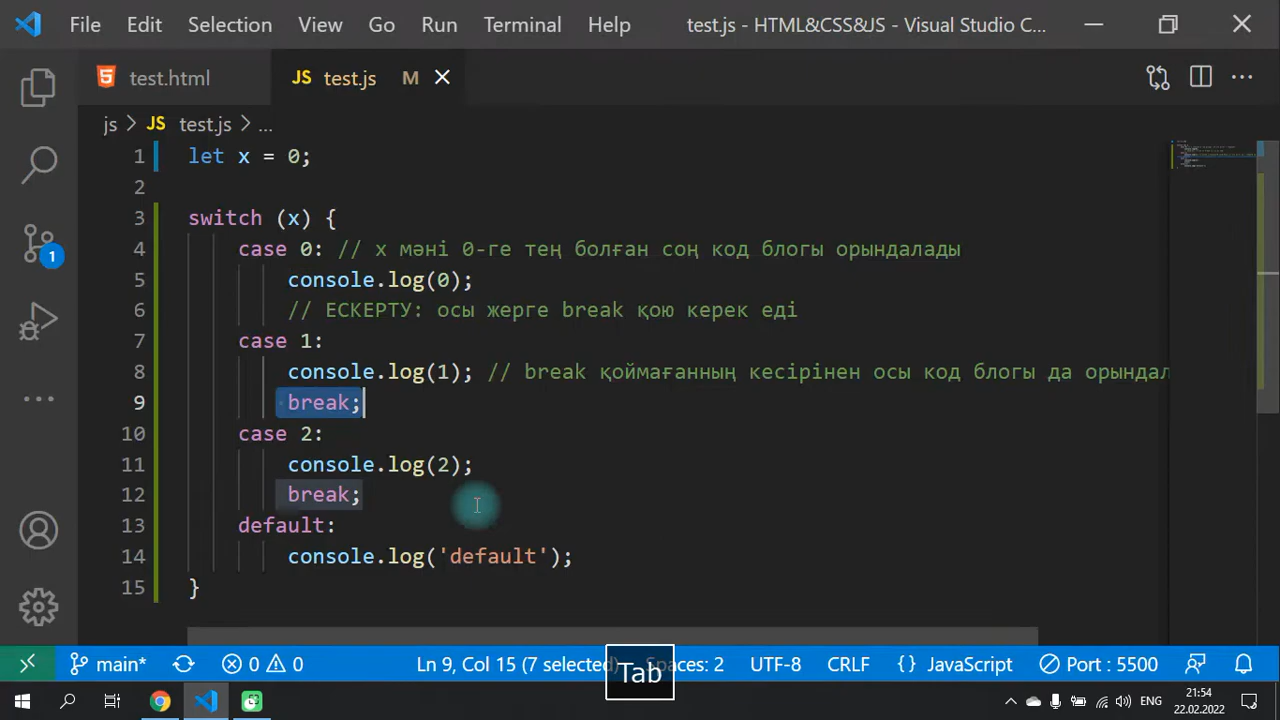 File Edit Selection View Go Run Terminal Help test.js - HTML&CSS&JS - Visual Studio C...
test.html JS test.js M
js > JS test.js > ...
1 let x = 0;
2
3 switch (x) {
4 case 0: // x мәні 0-ге тең болған соң код блогы орындалады
5 console.log(0);
6 // ЕСКЕРТУ: осы жерге break қою керек еді
7 case 1:
8 console.log(1); // break қоймағанның кесірінен осы код блогы да орындал
9 break;
10 case 2:
11 console.log(2);
12 break;
13 default:
14 console.log('default');
15 }
1
main* 0 0 Ln 9, Col 15 (7 selected) Spaces: 2 UTF-8 CRLF {} JavaScript Port : 5500
Tab
ENG 21:54
22.02.2022